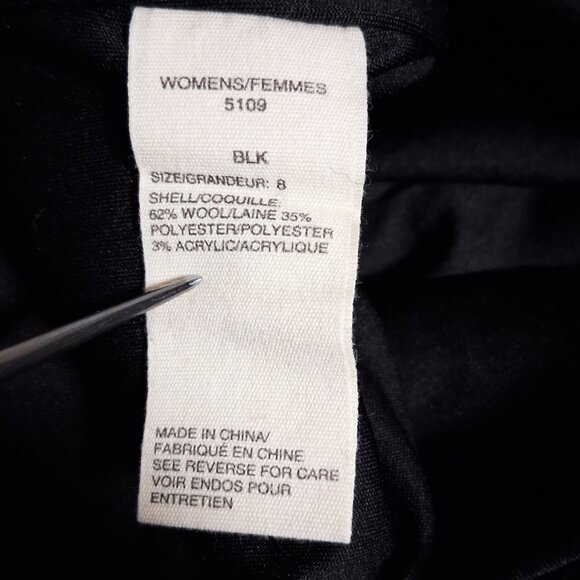 WOMENS/FEMMES
5109
BLK
SIZE/GRANDEUR: 8
SHELL/COQUILLE:
62% WOOL/LAINE 35%
POLYESTER/POLYESTER
3% ACRYLIC/ACRYLIQUE
MADE IN CHINA/
FABRIQUÉ EN CHINE
SEE REVERSE FOR CARE
VOIR ENDOS POUR
ENTRETIEN